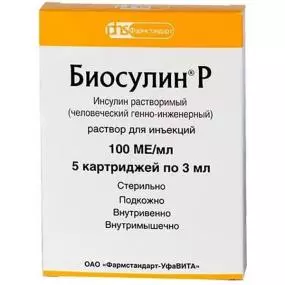 phs Фармстандарт
Биосулин® Р
Инсулин растворимый
(человеческий генно-инженерный)
раствор для инъекций
100 МЕ/мл
5 картриджей по 3 мл
Стерильно
Подкожно
Внутривенно
Внутримышечно
ОАО «Фармстандарт-УфаВИТА»